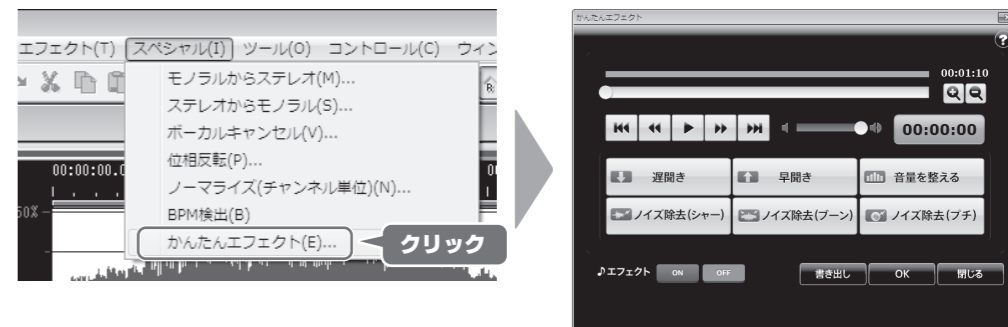 エフェクト(T) スペシャル(I) ツール(O) コントロール(C) ウィン
モノラルからステレオ(M)...
ステレオからモノラル(S)...
ボーカルキャンセル(V)...
位相反転(P)...
ノーマライズ(チャンネル単位)(N)...
BPM検出(B)
かんたんエフェクト(E)...
クリック
00:00:00.0
50%
かんたんエフェクト
?
00:01:10
00:00:00
遅聞き 早聞き 音量を整える
ノイズ除去(シャー) ノイズ除去(ブーン) ノイズ除去(プチ)
♪エフェクト ON OFF 書き出し OK 閉じる